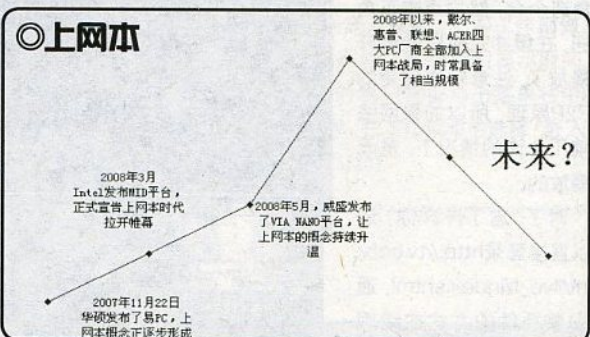 ◎上网本
2008年以来，戴尔、
惠普、联想、ACER四
大PC厂商全部加入上
网本战局，时常具备
了相当规模
未来？
2008年3月
Intel发布MID平台，
正式宣告上网本时代
拉开帷幕
2008年5月，威盛发布
了VIA NANO平台，让
上网本的概念持续升
温
2007年11月22日
华硕发布了易PC，上
网本概念正逐步形成